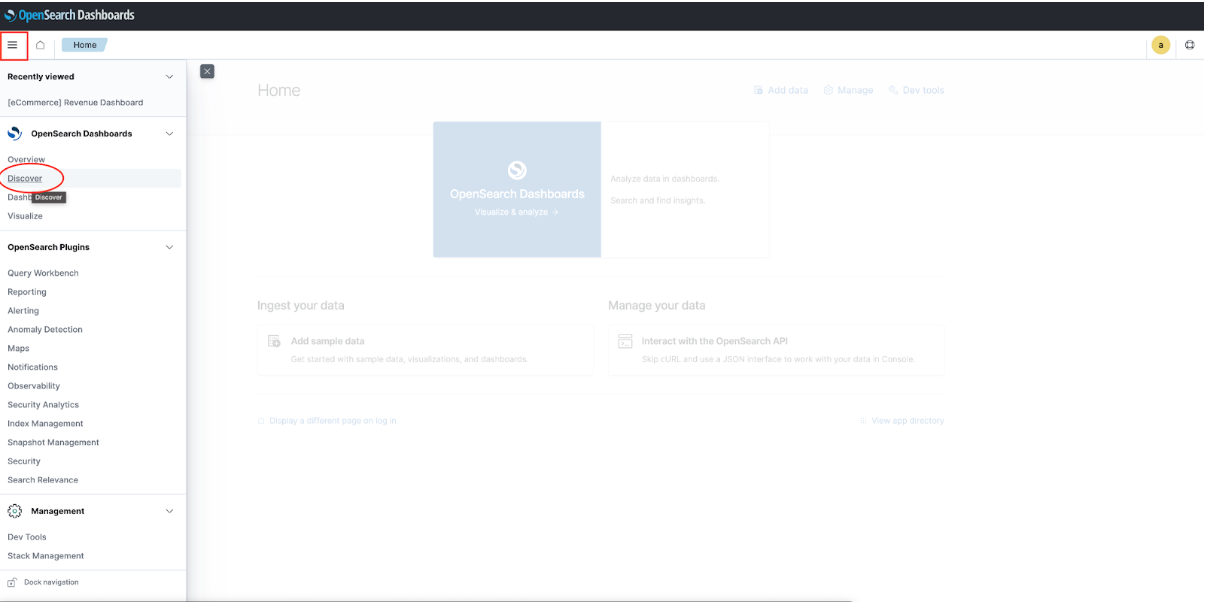 OpenSearch Dashboards
Home
a
Recently viewed
[eCommerce] Revenue Dashboard
OpenSearch Dashboards
Overview
Discover
Dashb
Discover
Visualize
OpenSearch Plugins
Query Workbench
Reporting
Alerting
Anomaly Detection
Maps
Notifications
Observability
Security Analytics
Index Management
Snapshot Management
Security
Search Relevance
Management
Dev Tools
Stack Management
Dock navigation
Home
Add data Manage Dev tools
OpenSearch Dashboards
Visualize & analyze →
Analyze data in dashboards.
Search and find insights.
Ingest your data
Add sample data
Get started with sample data, visualizations, and dashboards.
Manage your data
Interact with the OpenSearch API
Skip cURL and use a JSON interface to work with your data in Console.
Display a different page on log in
View app directory